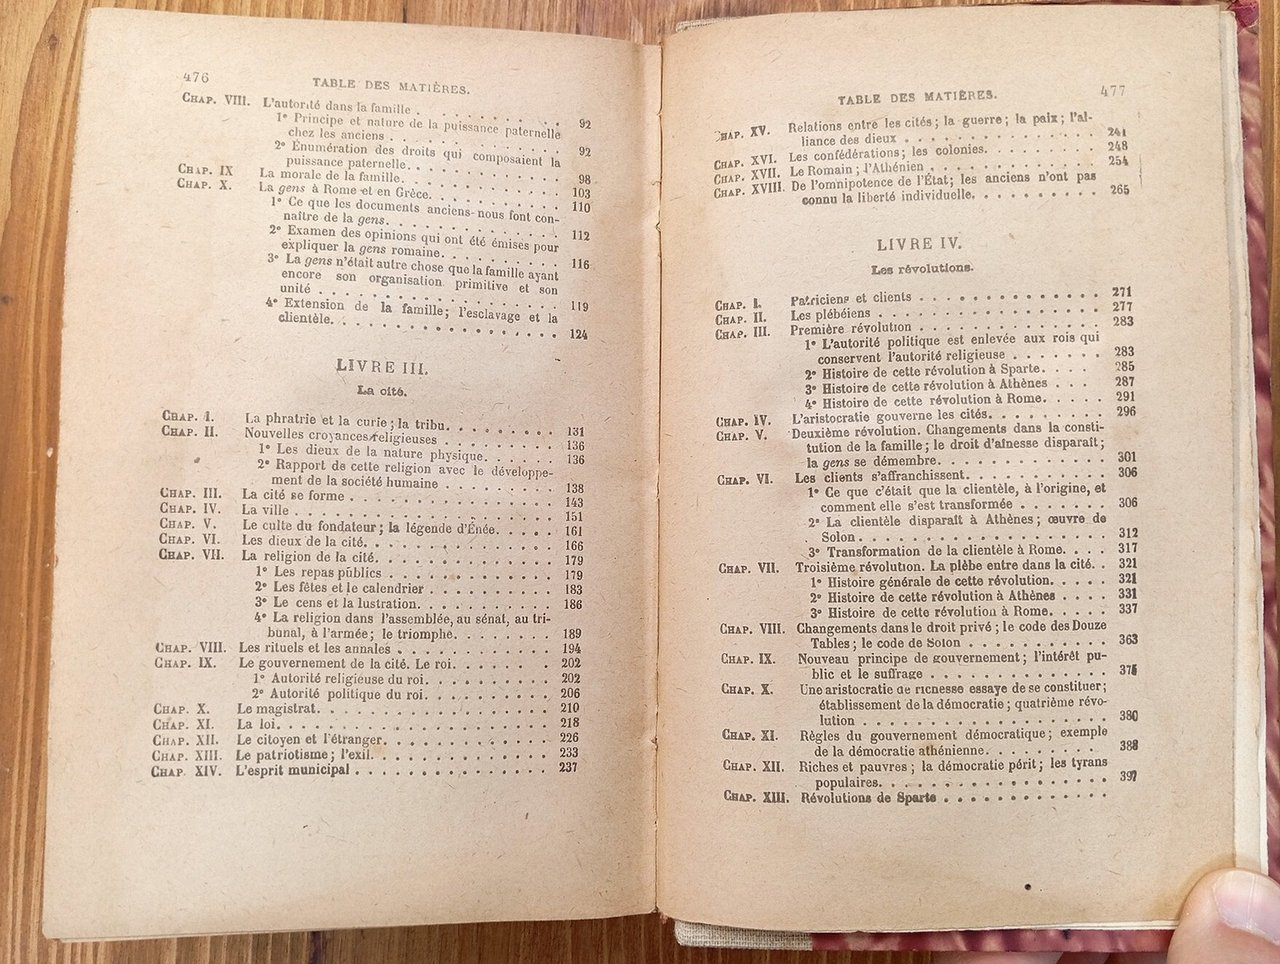 476
TABLE DES MATIÈRES.
CHAP. VIII. L'autorité dans la famille . . . . . . . . . . 92
1° Principe et nature de la puissance paternelle
chez les anciens . . . . . . . . . . 92
2° Énumération des droits qui composaient la
puissance paternelle. . . . . . . . . . 98
CHAP. IX La morale de la famille. . . . . . . . . . 103
CHAP. X. La gens à Rome et en Grèce. . . . . . . . . . 110
1° Ce que les documents anciens nous font con-
naître de la gens. . . . . . . . . . 112
2° Examen des opinions qui ont été émises pour
expliquer la gens romaine. . . . . . . . . . 116
3° La gens n'était autre chose que la famille ayant
encore son organisation primitive et son
unité . . . . . . . . . . 119
4° Extension de la famille; l'esclavage et la
clientèle. . . . . . . . . . 124
LIVRE III.
La cité.
CHAP. I. La phratrie et la curie; la tribu. . . . . . . . . . 131
CHAP. II. Nouvelles croyances religieuses . . . . . . . . . . 136
1° Les dieux de la nature physique. . . . . . . . . . 136
2° Rapport de cette religion avec le développe-
ment de la société humaine . . . . . . . . . . 138
CHAP. III. La cité se forme . . . . . . . . . . 143
CHAP. IV. La ville . . . . . . . . . . 151
CHAP. V. Le culte du fondateur; la légende d'Énée. . . . . . 161
CHAP. VI. Les dieux de la cité. . . . . . . . . . 166
CHAP. VII. La religion de la cité. . . . . . . . . . 179
1° Les repas publics . . . . . . . . . . 179
2° Les fêtes et le calendrier . . . . . . . . . . 183
3° Le cens et la lustration. . . . . . . . . . 186
4° La religion dans l'assemblée, au sénat, au tri-
bunal, à l'armée; le triomphe. . . . . . . . . . 189
CHAP. VIII. Les rituels et les annales . . . . . . . . . . 194
CHAP. IX. Le gouvernement de la cité. Le roi. . . . . . . . . . 202
1° Autorité religieuse du roi. . . . . . . . . . 202
2° Autorité politique du roi. . . . . . . . . . 206
CHAP. X. Le magistrat. . . . . . . . . . 210
CHAP. XI. La loi. . . . . . . . . . 218
CHAP. XII. Le citoyen et l'étranger. . . . . . . . . . 226
CHAP. XIII. Le patriotisme; l'exil. . . . . . . . . . 233
CHAP. XIV. L'esprit municipal . . . . . . . . . . 237
TABLE DES MATIÈRES.
477
CHAP. XV. Relations entre les cités; la guerre; la paix; l'al-
liance des dieux . . . . . . . . . . 241
CHAP. XVI. Les confédérations; les colonies. . . . . . . . . . 248
CHAP. XVII. Le Romain; l'Athénien . . . . . . . . . . 254
CHAP. XVIII. De l'omnipotence de l'État; les anciens n'ont pas
connu la liberté individuelle. . . . . . . . . . 265
LIVRE IV.
Les révolutions.
CHAP. I. Patriciens et clients . . . . . . . . . . 271
CHAP. II. Les plébéiens . . . . . . . . . . 277
CHAP. III. Première révolution . . . . . . . . . . 283
1° L'autorité politique est enlevée aux rois qui
conservent l'autorité religieuse . . . . . . . 283
2° Histoire de cette révolution à Sparte. . . . 285
3° Histoire de cette révolution à Athènes . . . . 287
4° Histoire de cette révolution à Rome. . . . . 291
CHAP. IV. L'aristocratie gouverne les cités. . . . . . . . . . 296
CHAP. V. Deuxième révolution. Changements dans la consti-
tution de la famille; le droit d'aînesse disparaît;
la gens se démembre. . . . . . . . . . 301
CHAP. VI. Les clients s'affranchissent. . . . . . . . . . 306
1° Ce que c'était que la clientèle, à l'origine, et
comment elle s'est transformée . . . . . . . 306
2° La clientèle disparaît à Athènes; œuvre de
Solon. . . . . . . . . . 312
3° Transformation de la clientèle à Rome. . . . 317
CHAP. VII. Troisième révolution. La plèbe entre dans la cité. . 321
1° Histoire générale de cette révolution. . . . . 321
2° Histoire de cette révolution à Athènes . . . . 331
3° Histoire de cette révolution à Rome. . . . . 337
CHAP. VIII. Changements dans le droit privé; le code des Douze
Tables; le code de Solon . . . . . . . . . . 363
CHAP. IX. Nouveau principe de gouvernement; l'intérêt pu-
blic et le suffrage . . . . . . . . . . 375
CHAP. X. Une aristocratie de richesse essaye de se constituer;
établissement de la démocratie; quatrième révo-
lution . . . . . . . . . . 380
CHAP. XI. Règles du gouvernement démocratique; exemple
de la démocratie athénienne. . . . . . . . . . 388
CHAP. XII. Riches et pauvres; la démocratie périt; les tyrans
populaires. . . . . . . . . . 397
CHAP. XIII. Révolutions de Sparte . . . . . . . . . .